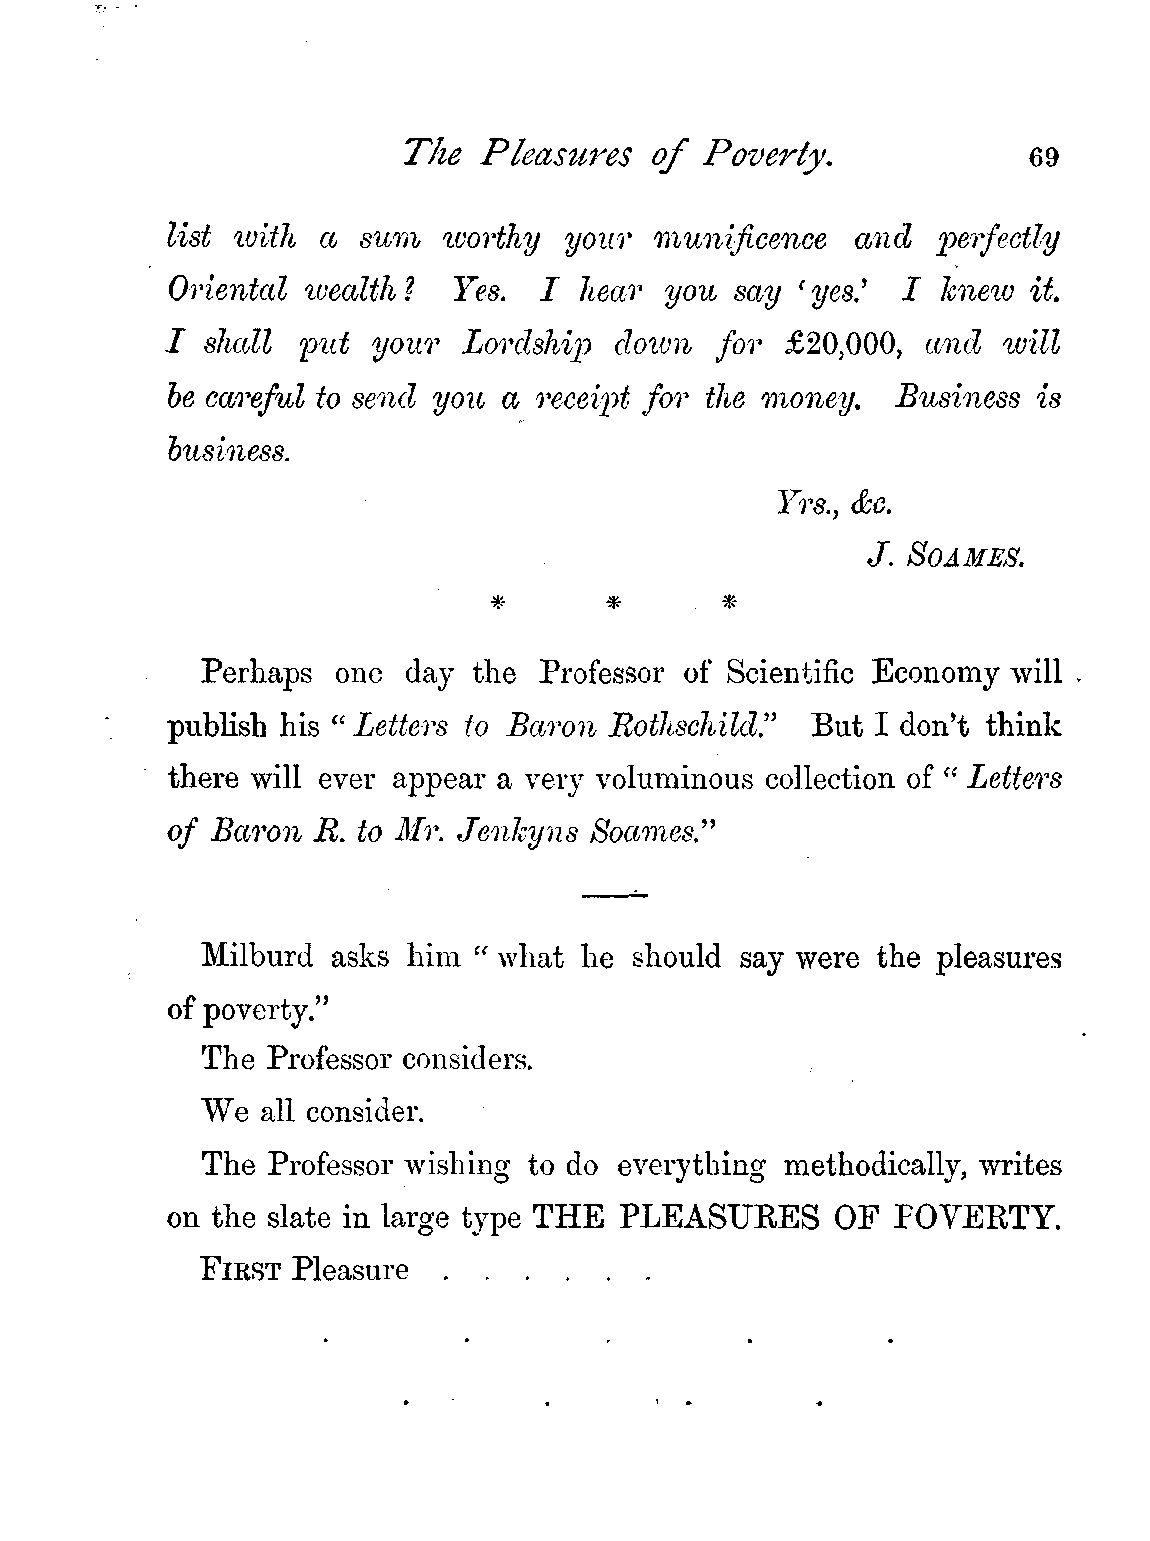 The Pleasures of Poverty. 69
list with a sum worthy your munificence and perfectly
Oriental wealth? Yes. I hear you say ‘yes.’ I knew it.
I shall put your Lordship down for £20,000, and will
be careful to send you a receipt for the money. Business is
business.
Yrs., &c.
J. SOAMES.
* * *
Perhaps one day the Professor of Scientific Economy will
publish his “Letters to Baron Rothschild.” But I don't think
there will ever appear a very voluminous collection of “Letters
of Baron R. to Mr. Jenkyns Soames.”
Milburd asks him “what he should say were the pleasures
of poverty.”
The Professor considers.
We all consider.
The Professor wishing to do everything methodically, writes
on the slate in large type THE PLEASURES OF POVERTY.
FIRST Pleasure . . . . . .
. . . . .
. . . .